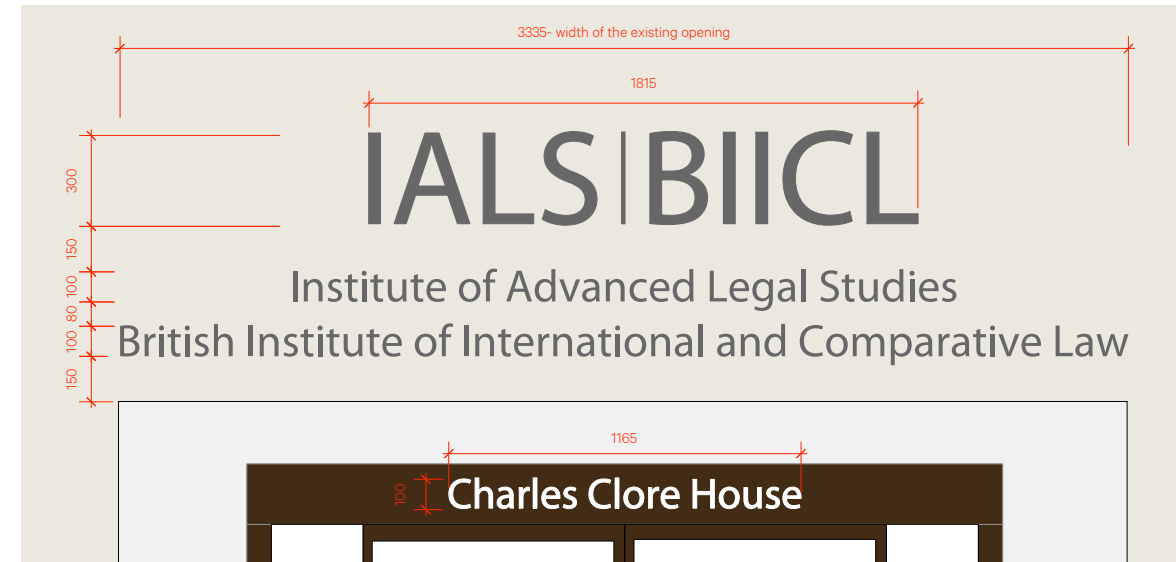 3335- width of the existing opening
1815
IALS|BIICL
300
150
Institute of Advanced Legal Studies
100
80
British Institute of International and Comparative Law
100
150
1165
100
Charles Clore House